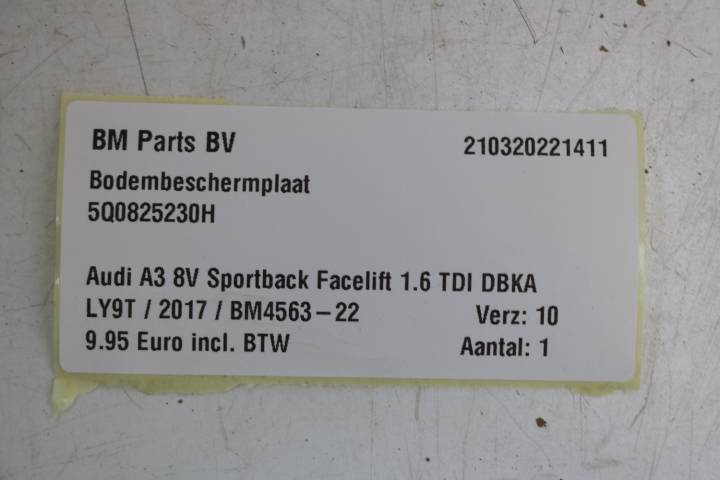 BM Parts BV 210320221411
Bodembeschermplaat
5Q0825230H
Audi A3 8V Sportback Facelift 1.6 TDI DBKA
LY9T / 2017 / BM4563-22 Verz: 10
9.95 Euro incl. BTW Aantal: 1